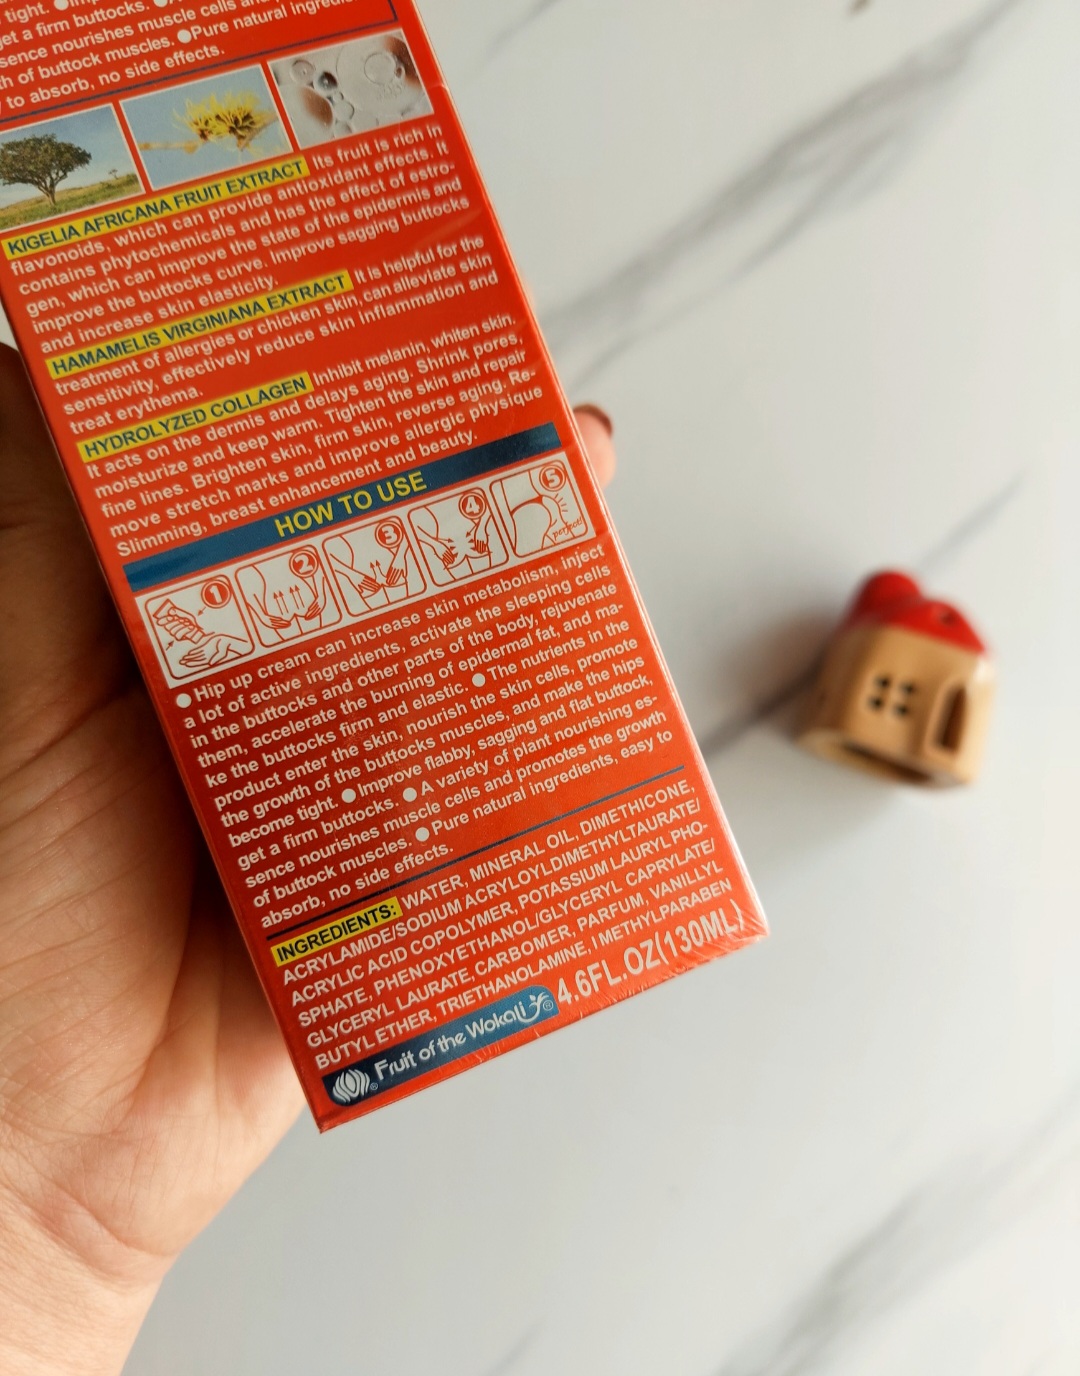 tight.
get a firm buttocks.
sence nourishes muscle cells and
th of buttock muscles. ●Pure natural ingredie
to absorb, no side effects.
KIGELIA AFRICANA FRUIT EXTRACT Its fruit is rich in
flavonoids, which can provide antioxidant effects. It
contains phytochemicals and has the effect of estro-
gen, which can improve the state of the epidermis and
improve the buttocks curve. Improve sagging buttocks
and increase skin elasticity.
HAMAMELIS VIRGINIANA EXTRACT It is helpful for the
treatment of allergies or chicken skin, can alleviate skin
sensitivity, effectively reduce skin inflammation and
treat erythema.
HYDROLYZED COLLAGEN Inhibit melanin, whiten skin.
It acts on the dermis and delays aging. Shrink pores,
moisturize and keep warm. Tighten the skin and repair
fine lines. Brighten skin, firm skin, reverse aging. Re-
move stretch marks and improve allergic physique
Slimming, breast enhancement and beauty.
HOW TO USE
1 2 3 4 5
perfect!
●Hip up cream can increase skin metabolism, inject
a lot of active ingredients, activate the sleeping cells
in the buttocks and other parts of the body, rejuvenate
them, accelerate the burning of epidermal fat, and ma-
ke the buttocks firm and elastic. ●The nutrients in the
product enter the skin, nourish the skin cells, promote
the growth of the buttocks muscles, and make the hips
become tight. ●Improve flabby, sagging and flat buttock,
get a firm buttocks. ●A variety of plant nourishing es-
sence nourishes muscle cells and promotes the growth
of buttock muscles. ●Pure natural ingredients, easy to
absorb, no side effects.
INGREDIENTS: WATER, MINERAL OIL, DIMETHICONE,
ACRYLAMIDE/SODIUM ACRYLOYLDIMETHYLTAURATE/
ACRYLIC ACID COPOLYMER, POTASSIUM LAURYL PHO-
SPHATE, PHENOXYETHANOL/GLYCERYL CAPRYLATE/
GLYCERYL LAURATE, CARBOMER, PARFUM, VANILLYL
BUTYL ETHER, TRIETHANOLAMINE, METHYLPARABEN
Fruit of the Wokali® 4.6FL.OZ(130ML)